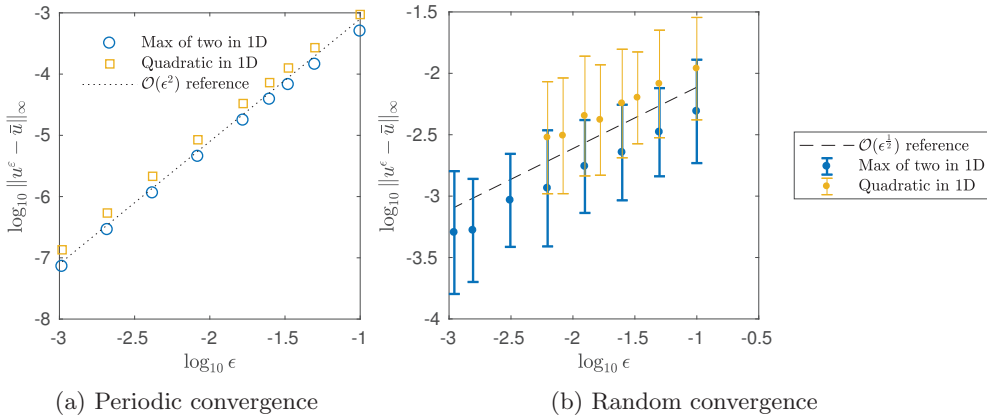 -3
-4
-5
-6
-7
-8
-3
-2.5
-2
-1.5
-1
log₁₀ ||u^ϵ − ū||_∞
log₁₀ ϵ
Max of two in 1D
Quadratic in 1D
𝒪(ϵ²) reference
(a) Periodic convergence
-1.5
-2
-2.5
-3
-3.5
-4
-3
-2.5
-2
-1.5
-1
-0.5
log₁₀ ||u^ϵ − ū||_∞
log₁₀ ϵ
𝒪(ϵ^½) reference
Max of two in 1D
Quadratic in 1D
(b) Random convergence